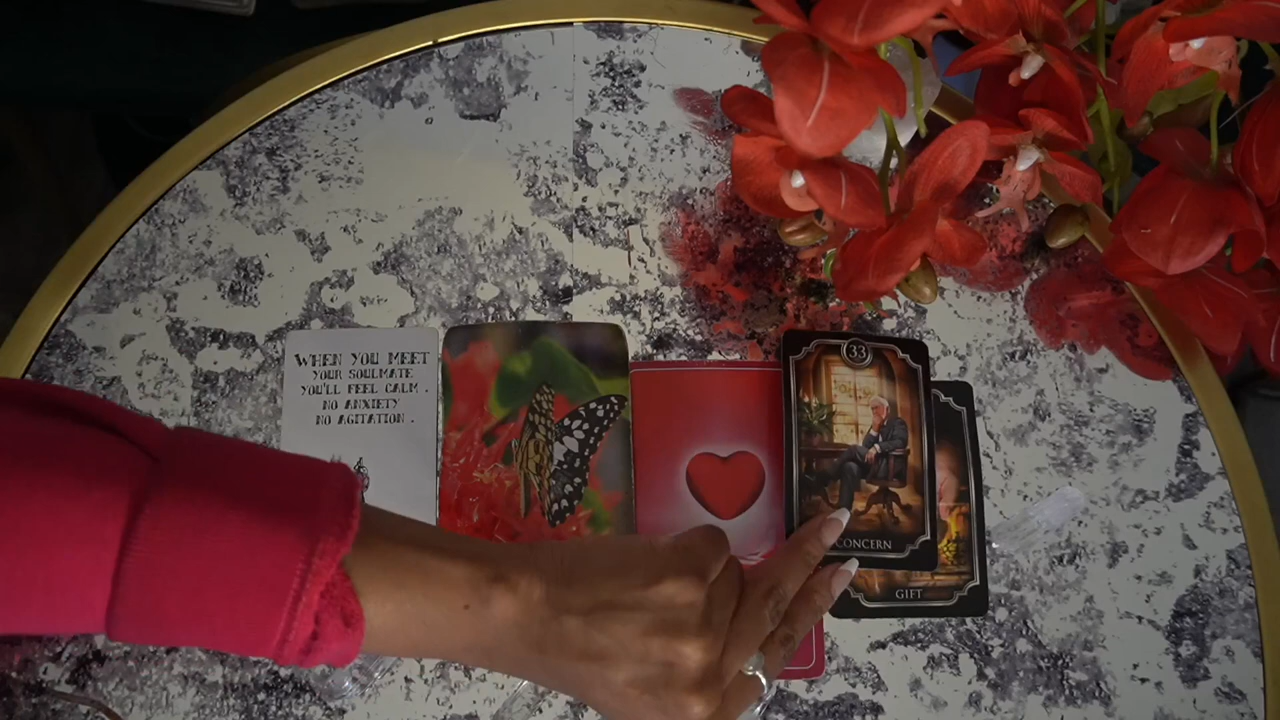 WHEN YOU MEET
YOUR SOULMATE
YOU'LL FEEL CALM.
NO ANXIETY
NO AGITATION.
33
CONCERN
GIFT